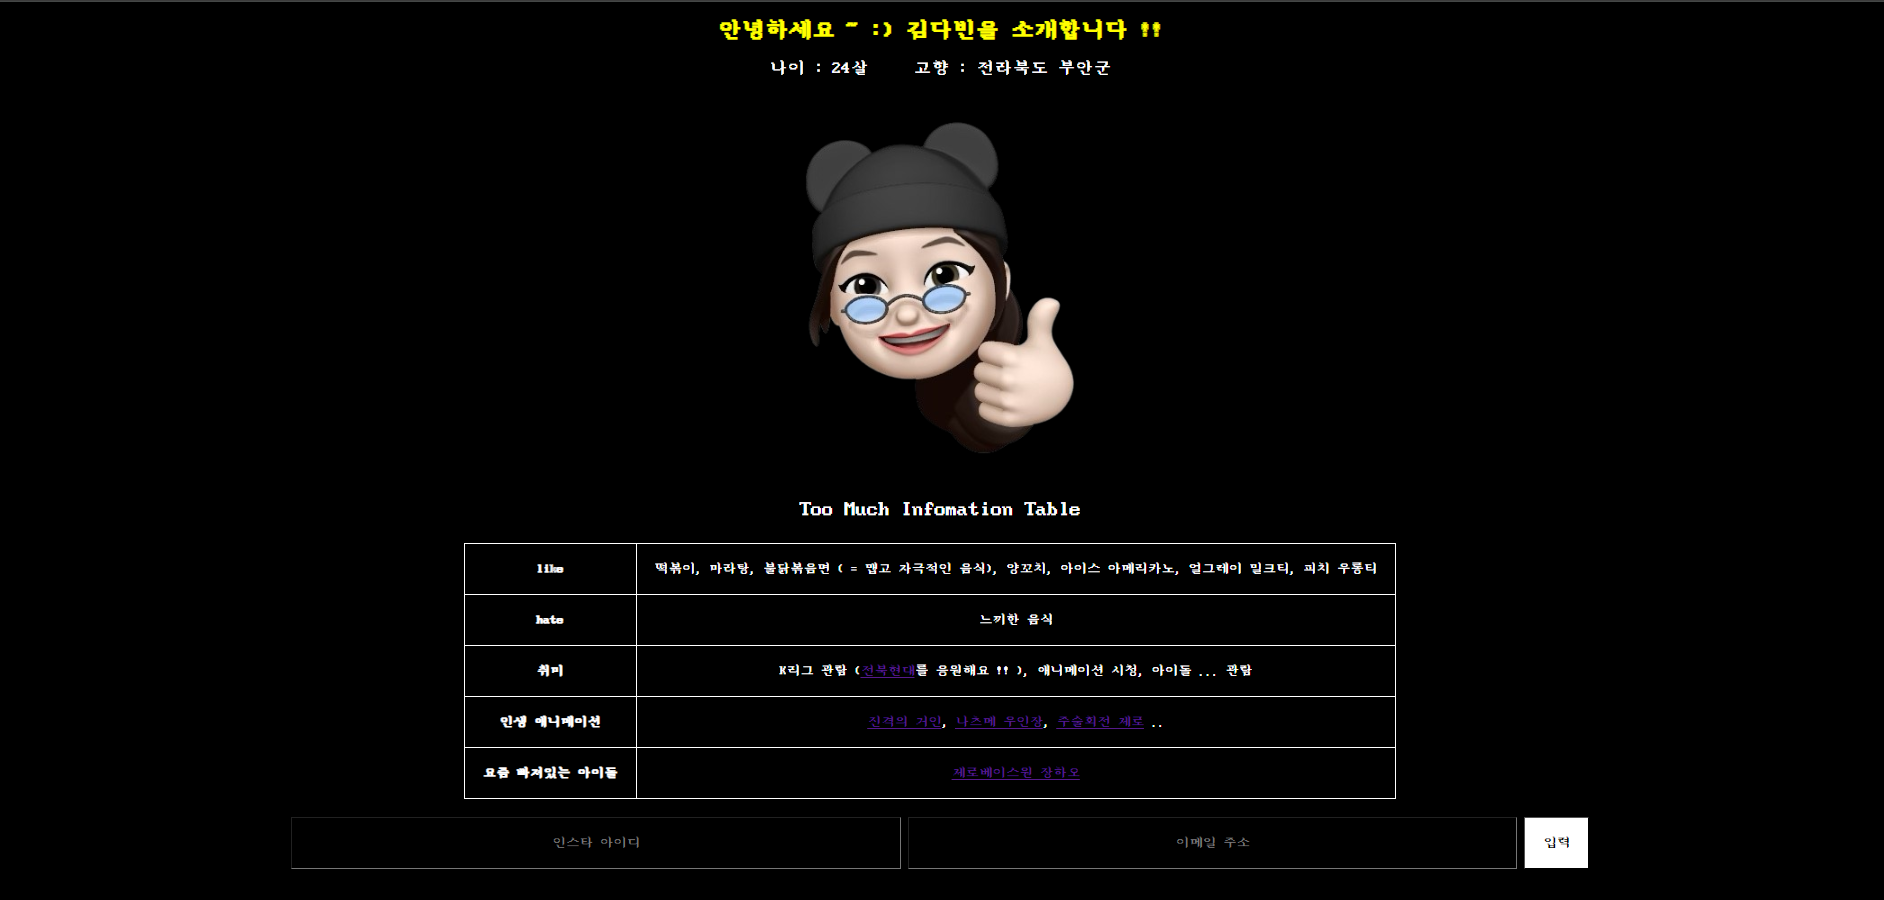 안녕하세요 ~ :) 김다빈을 소개합니다 !!
나이 : 24살 고향 : 전라북도 부안군
Too Much Infomation Table
like 떡볶이, 마라탕, 불닭볶음면 ( = 맵고 자극적인 음식), 양꼬치, 아이스 아메리카노, 얼그레이 밀크티, 피치 우롱티
hate 느끼한 음식
취미 K리그 관람 (전북현대를 응원해요 !! ), 애니메이션 시청, 아이돌 ... 관람
인생 애니메이션 진격의 거인, 나츠메 우인장, 주술회전 제로 ..
요즘 빠져있는 아이돌 제로베이스원 장하오
인스타 아이디 이메일 주소 입력